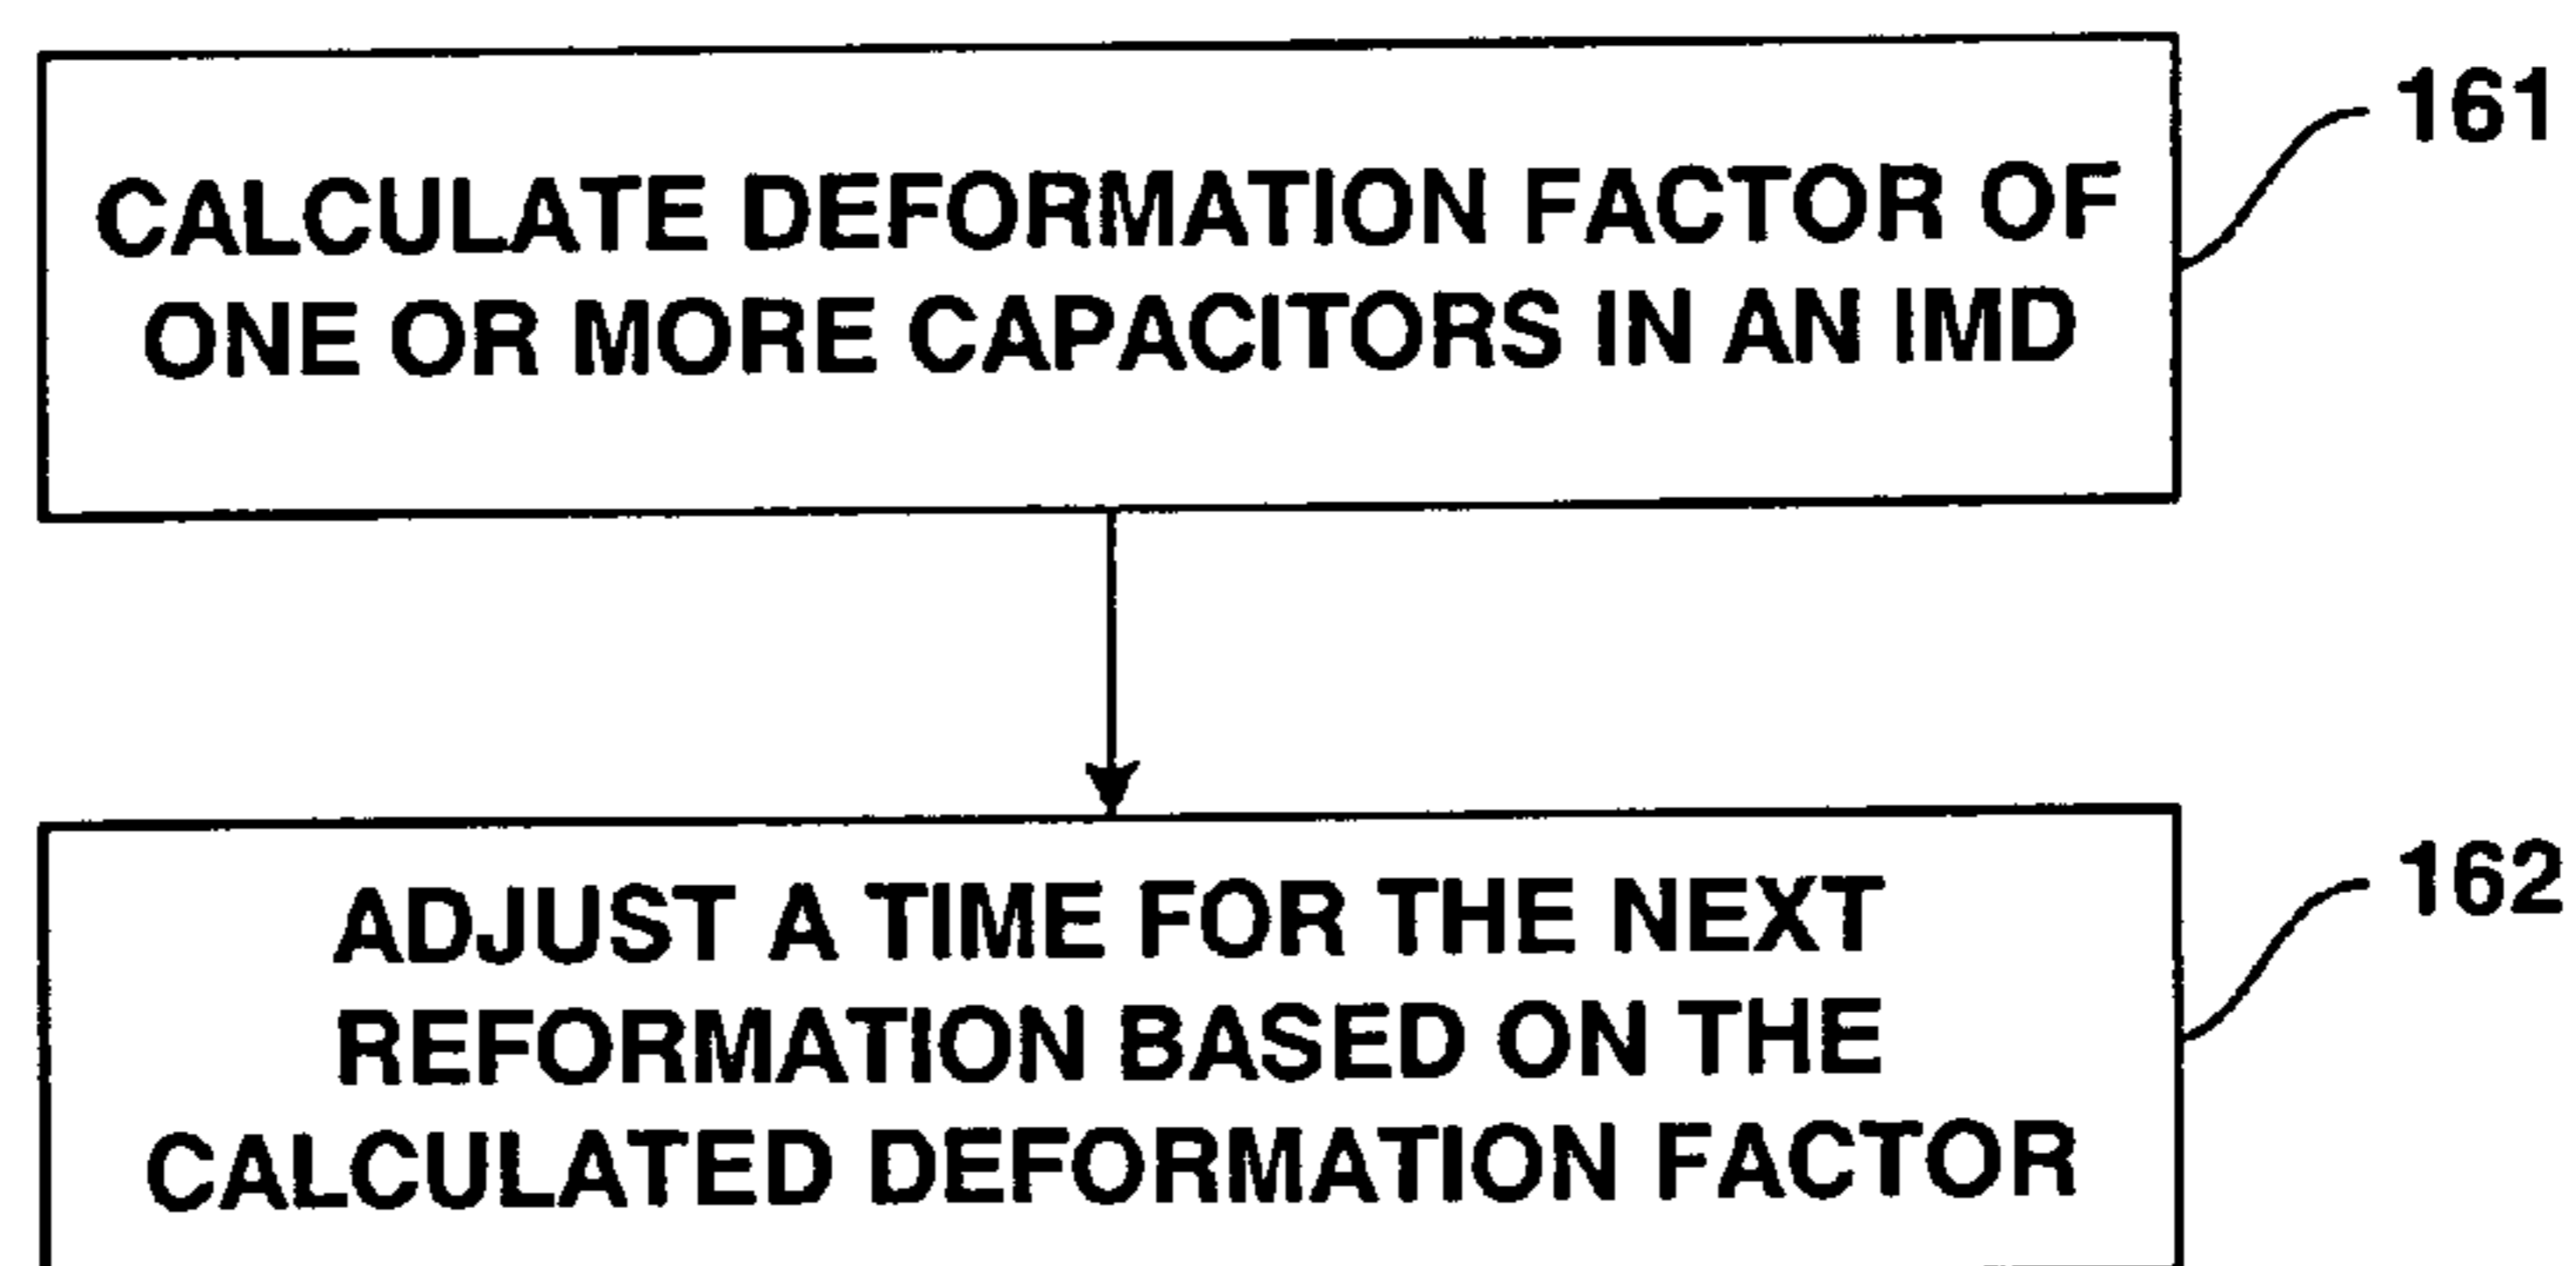 161
CALCULATE DEFORMATION FACTOR OF
ONE OR MORE CAPACITORS IN AN IMD
162
ADJUST A TIME FOR THE NEXT
REFORMATION BASED ON THE
CALCULATED DEFORMATION FACTOR